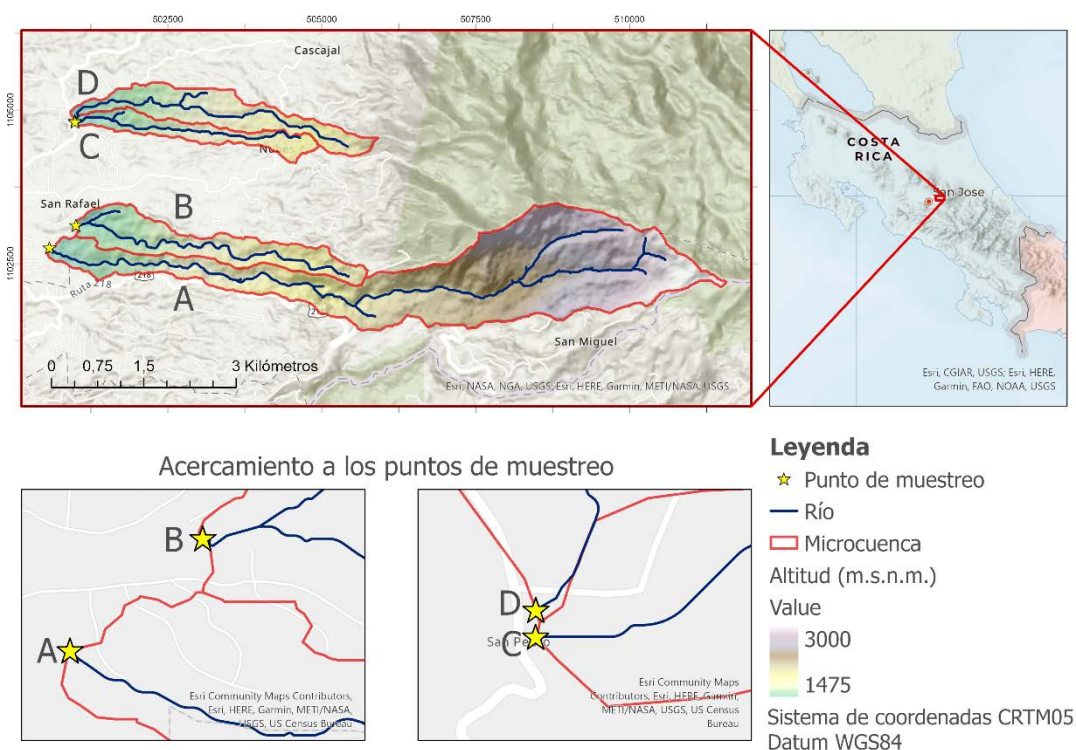 502500
505000
507500
510000
1105000
1102500
Cascajal
D
C
Nubes
San Rafael
B
A
Ruta 218
218
San Miguel
0 0,75 1,5 3 Kilómetros
Esri, NASA, NGA, USGS; Esri, HERE, Garmin, METI/NASA, USGS
COSTA
RICA
San Jose
Esri, CGIAR, USGS; Esri, HERE,
Garmin, FAO, NOAA, USGS
Acercamiento a los puntos de muestreo
B
A
Esri Community Maps Contributors,
Esri, HERE, Garmin, METI/NASA,
USGS, US Census Bureau
D
C
San
Esri Community Maps
Contributors, Esri, HERE, Garmin,
METI/NASA, USGS, US Census
Bureau
Leyenda
Punto de muestreo
Río
Microcuenca
Altitud (m.s.n.m.)
Value
3000
1475
Sistema de coordenadas CRTM05
Datum WGS84